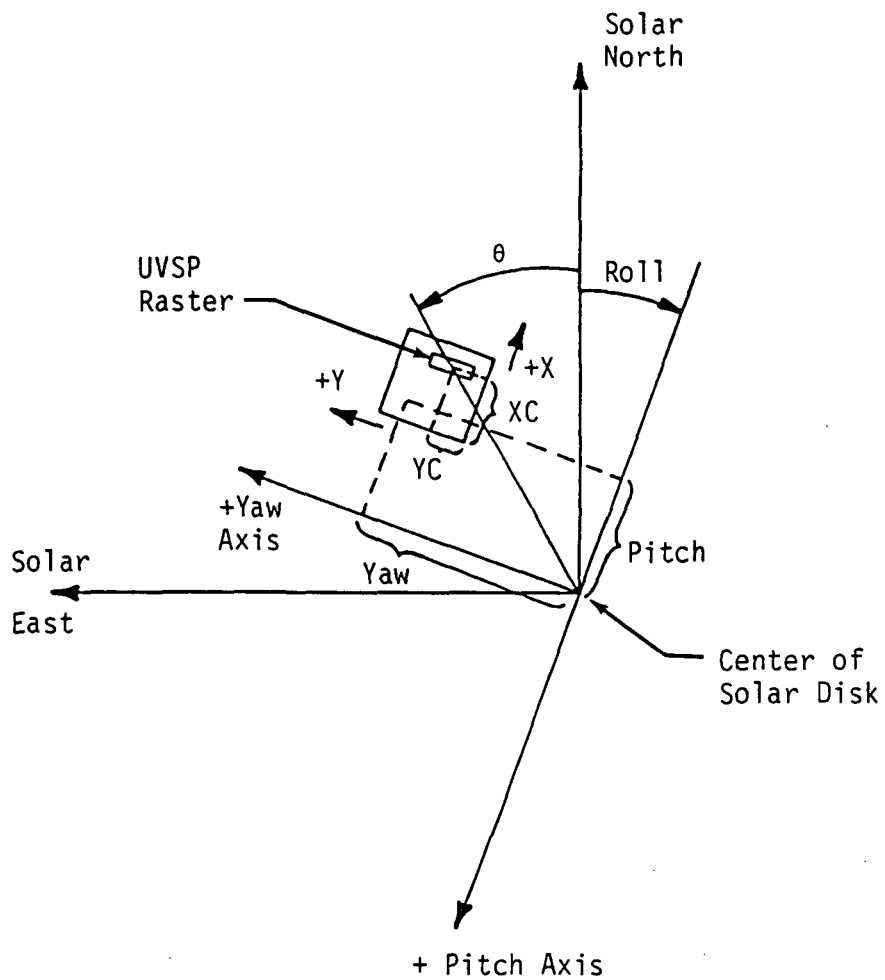 Solar
North
θ
Roll
UVSP
Raster
+X
+Y
XC
YC
+Yaw
Axis
Yaw
Pitch
Solar
East
Center of
Solar Disk
+ Pitch Axis